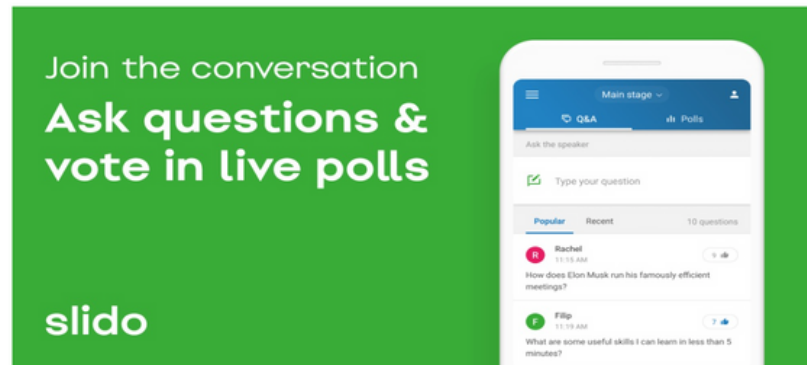 Join the conversation
Ask questions &
vote in live polls
slido
Main stage
Q&A
Polls
Ask the speaker
Type your question
Popular
Recent
10 questions
R
Rachel
11:15 AM
9
How does Elon Musk run his famously efficient
meetings?
F
Filip
11:19 AM
7
What are some useful skills I can learn in less than 5
minutes?